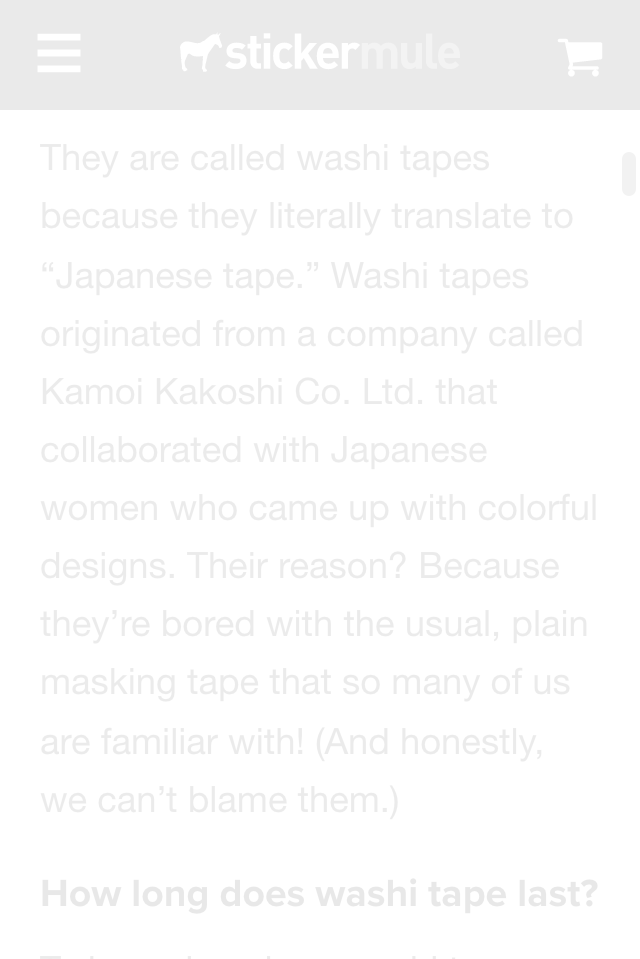 stickermule
They are called washi tapes
because they literally translate to
“Japanese tape.” Washi tapes
originated from a company called
Kamoi Kakoshi Co. Ltd. that
collaborated with Japanese
women who came up with colorful
designs. Their reason? Because
they’re bored with the usual, plain
masking tape that so many of us
are familiar with! (And honestly,
we can’t blame them.)
How long does washi tape last?